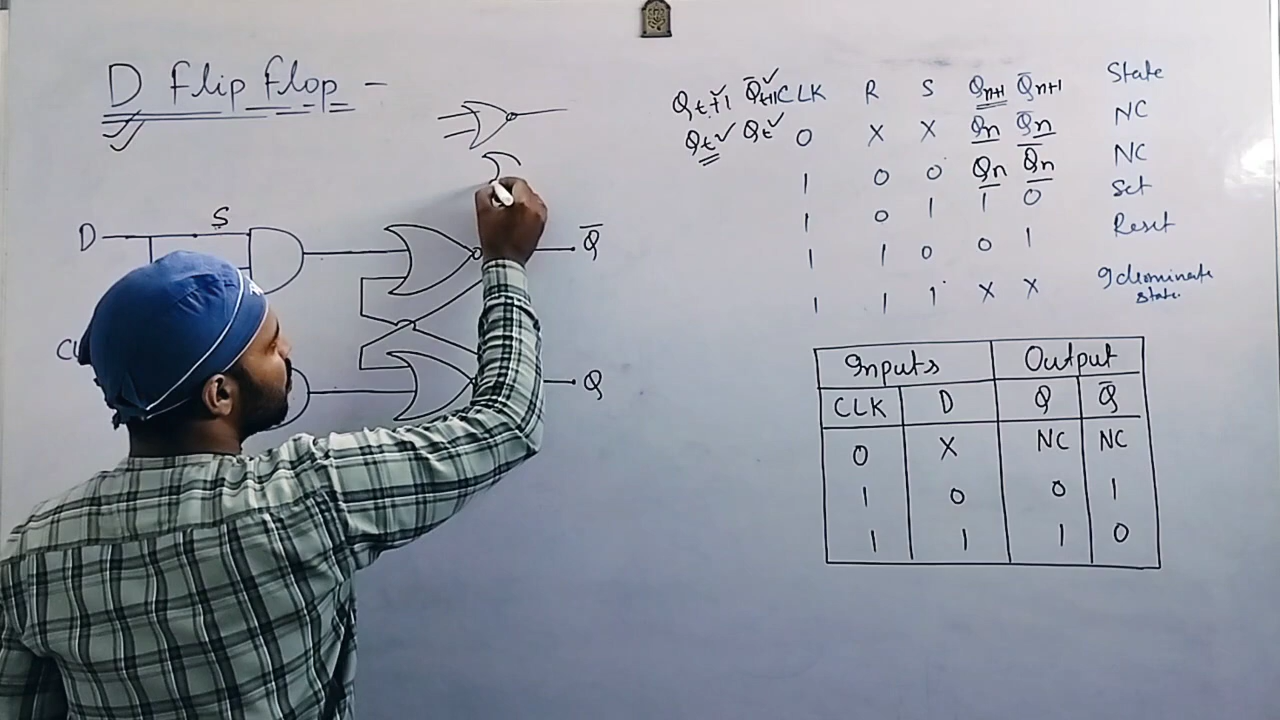 D Flip Flop -
Qt+1 Q̅t+1 CLK R S Qn+1 Q̅n+1 State
Qt Qt 0 X X Qn Q̅n NC
1 0 0 Qn Q̅n NC
1 0 1 1 0 Set
1 1 0 0 1 Reset
1 1 1 X X
state.
D S Q̅
Q
Inputs Output
CLK D Q Q̅
0 X NC NC
1 0 0 1
1 1 1 0